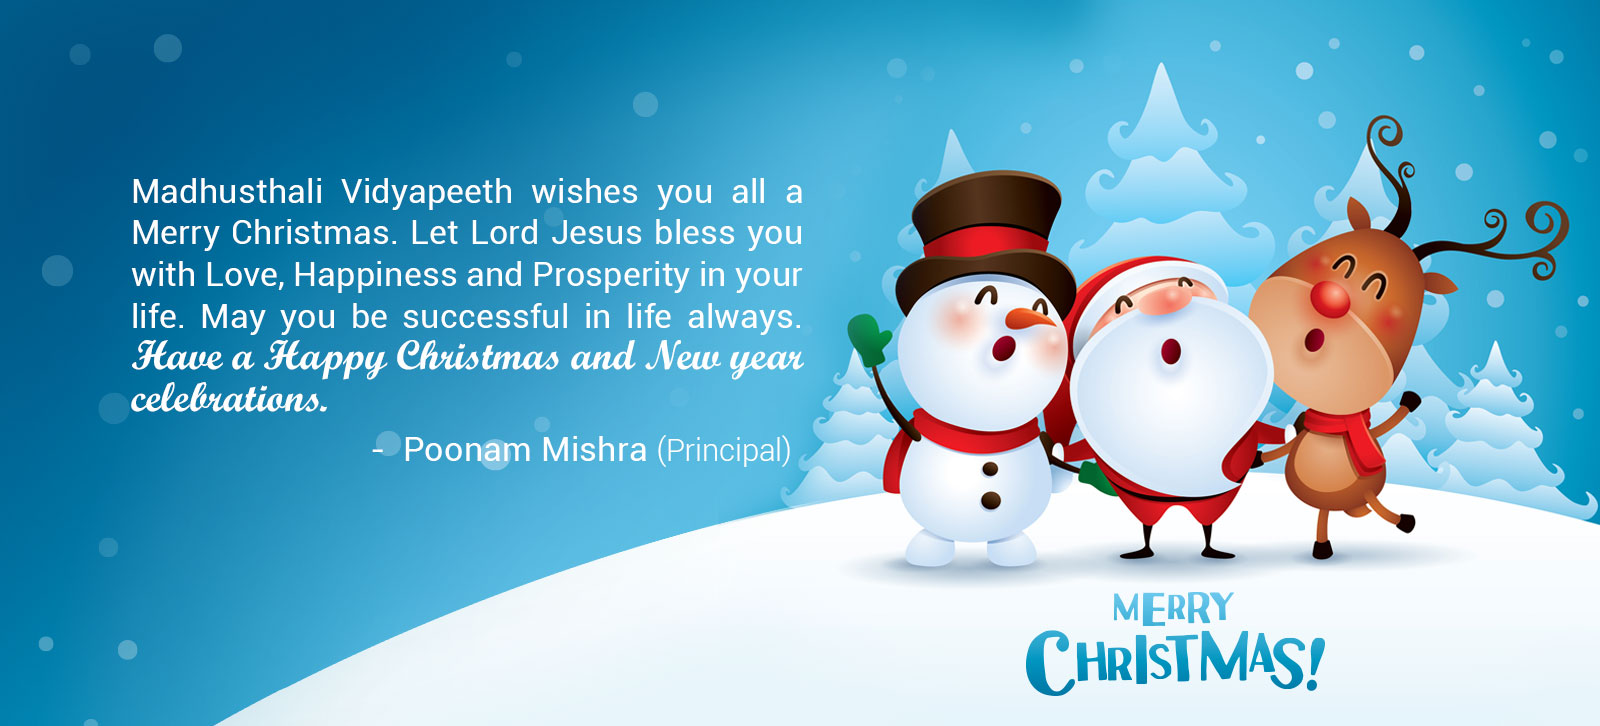 Madhusthali Vidyapeeth wishes you all a
Merry Christmas. Let Lord Jesus bless you
with Love, Happiness and Prosperity in your
life. May you be successful in life always.
Have a Happy Christmas and New year
celebrations.
- Poonam Mishra (Principal)
MERRY
CHRISTMAS!